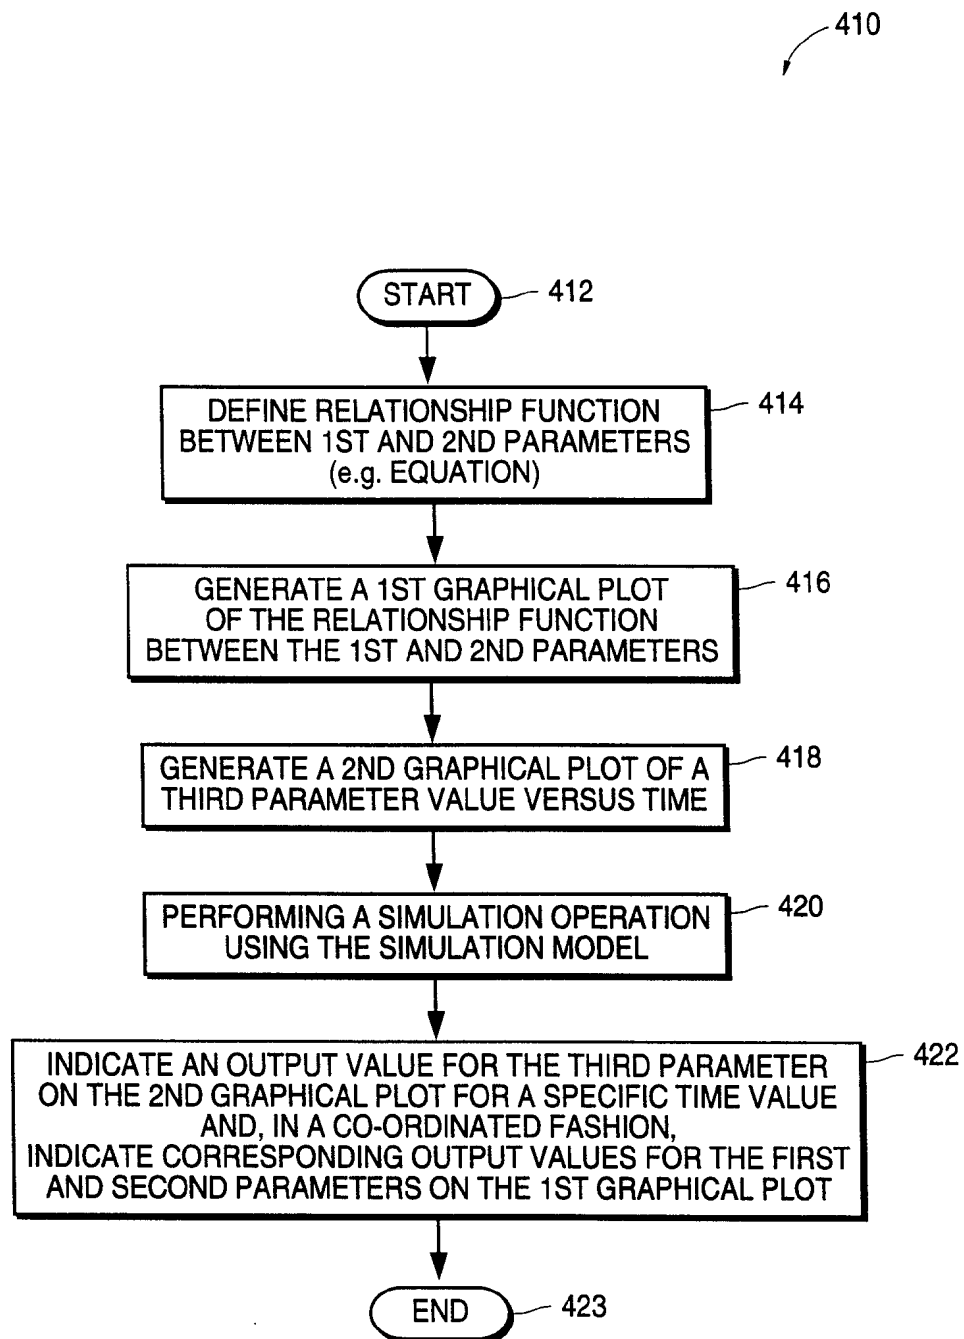 410
START
412
DEFINE RELATIONSHIP FUNCTION
BETWEEN 1ST AND 2ND PARAMETERS
(e.g. EQUATION)
414
GENERATE A 1ST GRAPHICAL PLOT
OF THE RELATIONSHIP FUNCTION
BETWEEN THE 1ST AND 2ND PARAMETERS
416
GENERATE A 2ND GRAPHICAL PLOT OF A
THIRD PARAMETER VALUE VERSUS TIME
418
PERFORMING A SIMULATION OPERATION
USING THE SIMULATION MODEL
420
INDICATE AN OUTPUT VALUE FOR THE THIRD PARAMETER
ON THE 2ND GRAPHICAL PLOT FOR A SPECIFIC TIME VALUE
AND, IN A CO-ORDINATED FASHION,
INDICATE CORRESPONDING OUTPUT VALUES FOR THE FIRST
AND SECOND PARAMETERS ON THE 1ST GRAPHICAL PLOT
422
END
423